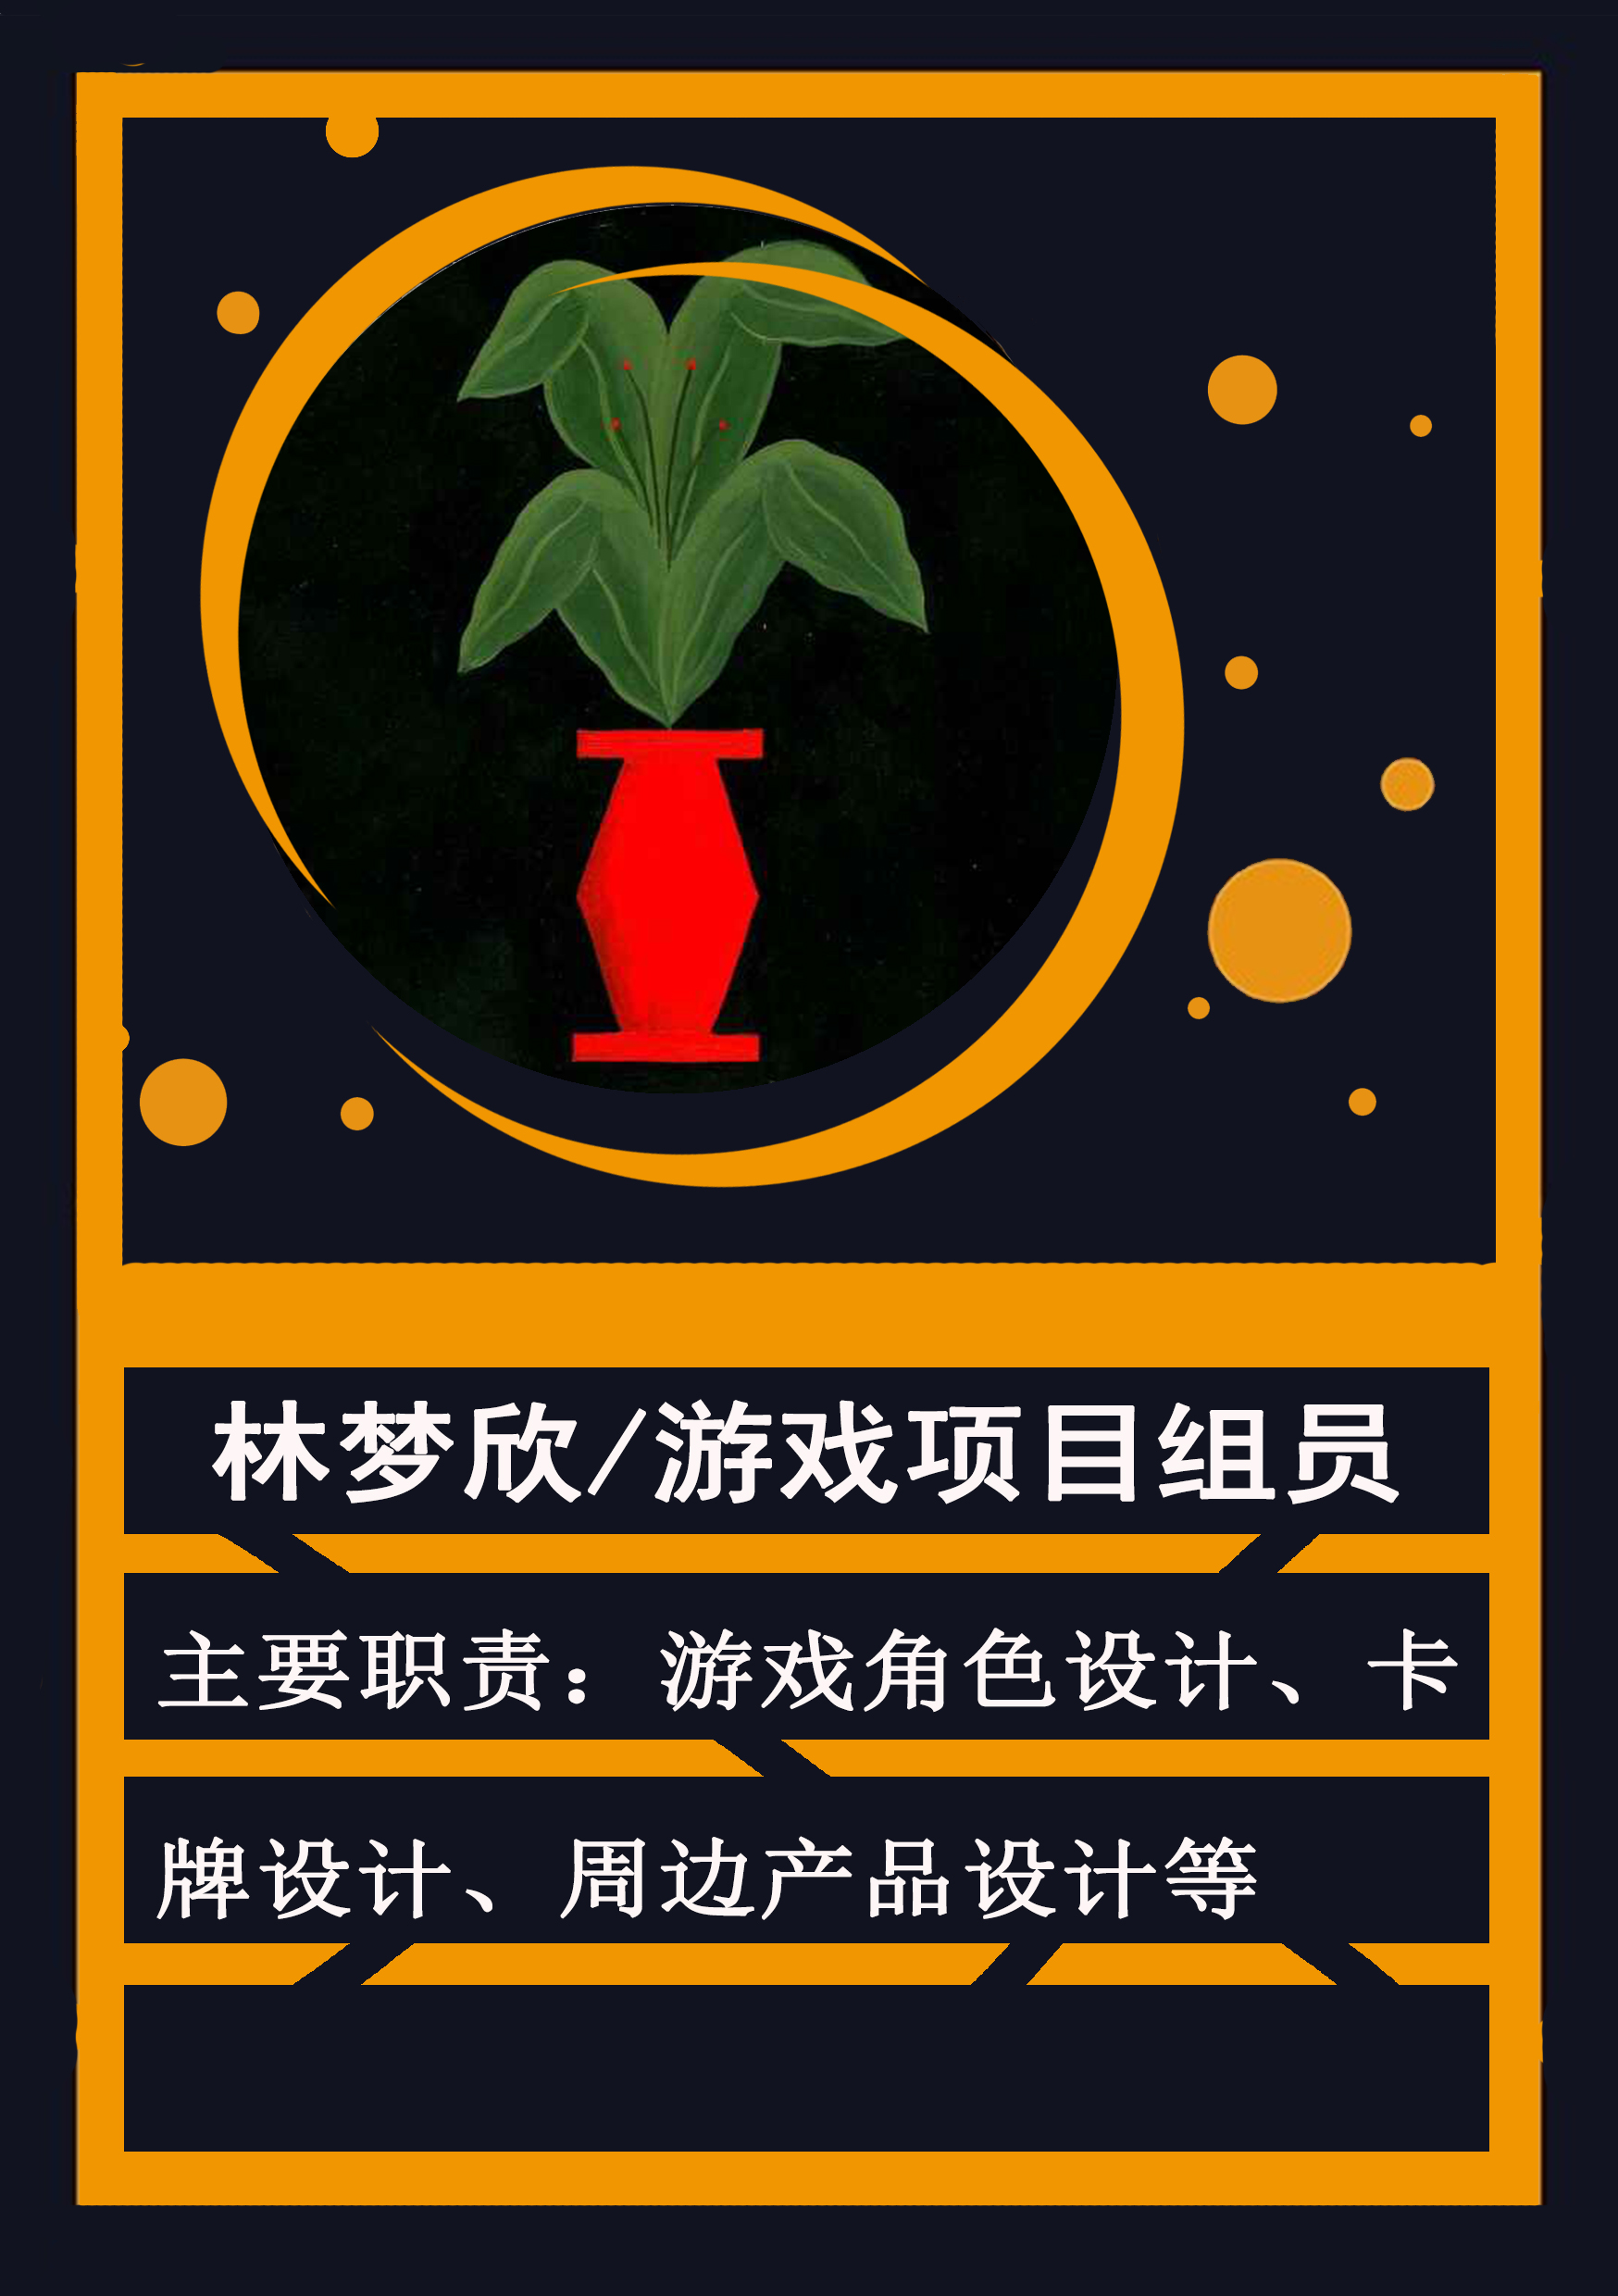 林梦欣/游戏项目组员
主要职责：游戏角色设计、卡
牌设计、周边产品设计等